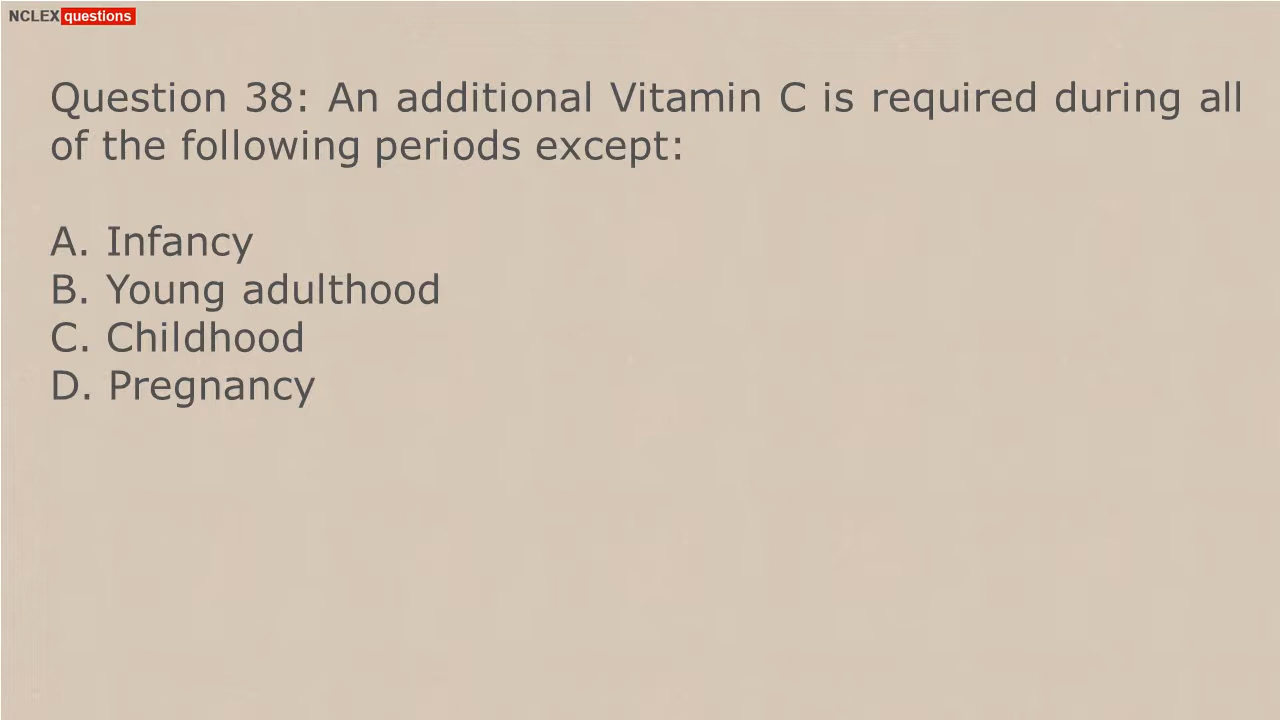 NCLEX questions
Question 38: An additional Vitamin C is required during all
of the following periods except:
A. Infancy
B. Young adulthood
C. Childhood
D. Pregnancy